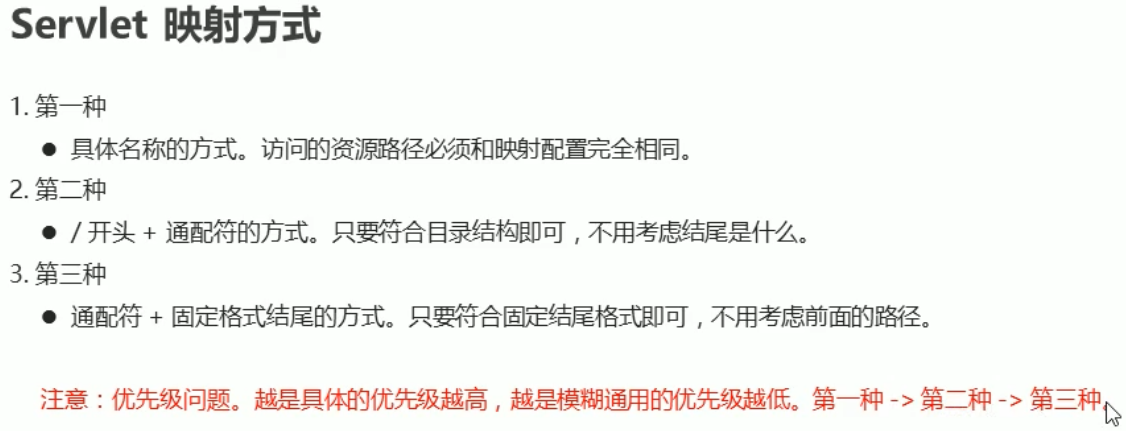 Servlet 映射方式
1. 第一种
● 具体名称的方式。访问的资源路径必须和映射配置完全相同。
2. 第二种
● / 开头 + 通配符的方式。只要符合目录结构即可，不用考虑结尾是什么。
3. 第三种
● 通配符 + 固定格式结尾的方式。只要符合固定结尾格式即可，不用考虑前面的路径。
注意：优先级问题。越是具体的优先级越高，越是模糊通用的优先级越低。第一种 -> 第二种 -> 第三种。